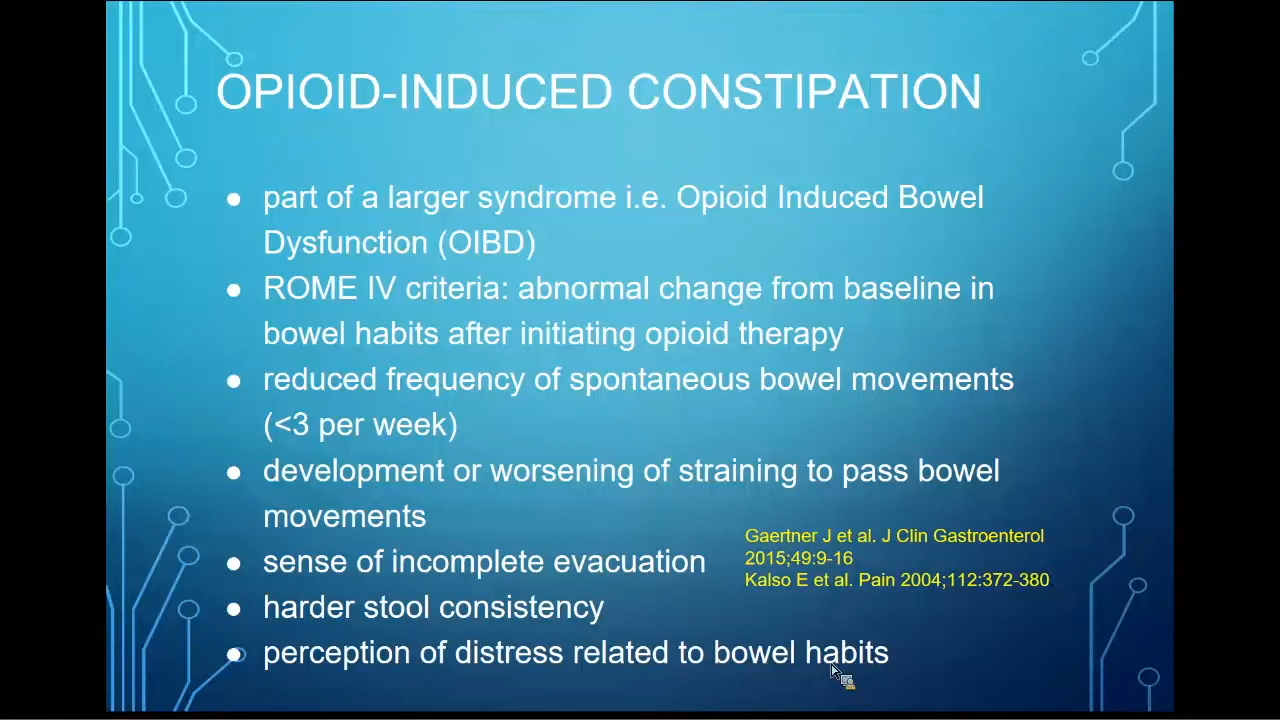 OPIOID-INDUCED CONSTIPATION
● part of a larger syndrome i.e. Opioid Induced Bowel
Dysfunction (OIBD)
● ROME IV criteria: abnormal change from baseline in
bowel habits after initiating opioid therapy
● reduced frequency of spontaneous bowel movements
(<3 per week)
● development or worsening of straining to pass bowel
movements
● sense of incomplete evacuation
● harder stool consistency
● perception of distress related to bowel habits
Gaertner J et al. J Clin Gastroenterol
2015;49:9-16
Kalso E et al. Pain 2004;112:372-380.